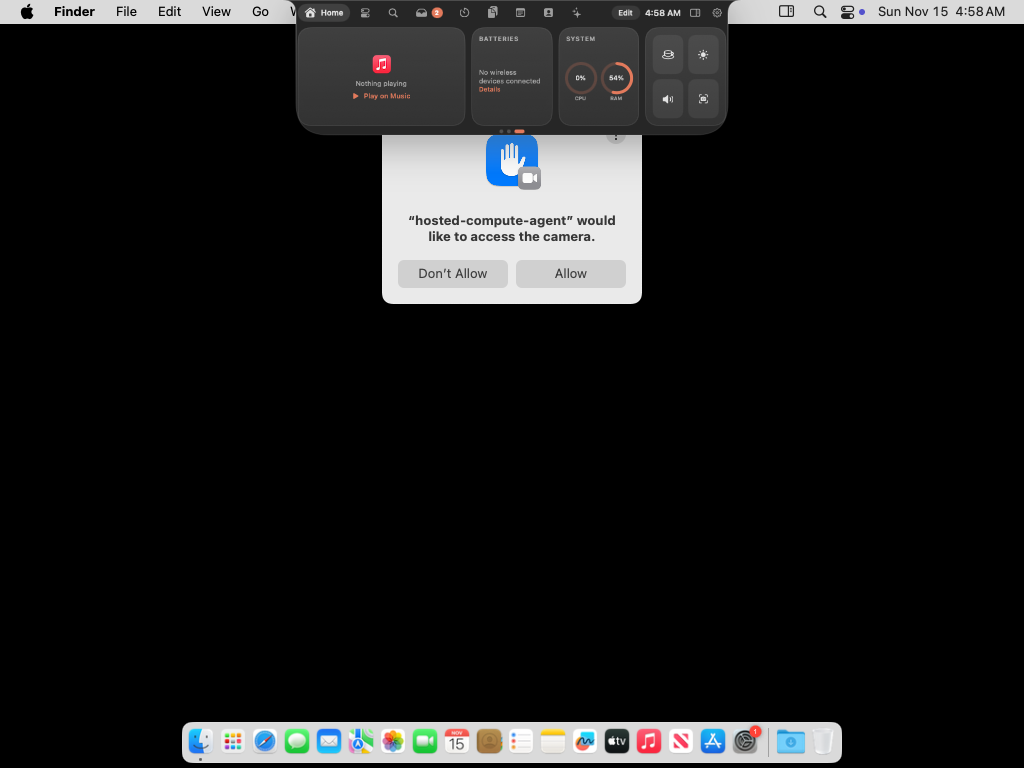 Finder File Edit View Go
Sun Nov 15 4:58 AM
Home
2
Edit
4:58 AM
Nothing playing
Play on Music
BATTERIES
No wireless
devices connected
Details
SYSTEM
0%
54%
CPU
RAM
“hosted-compute-agent” would
like to access the camera.
Don’t Allow
Allow
NOV
15
tv
1